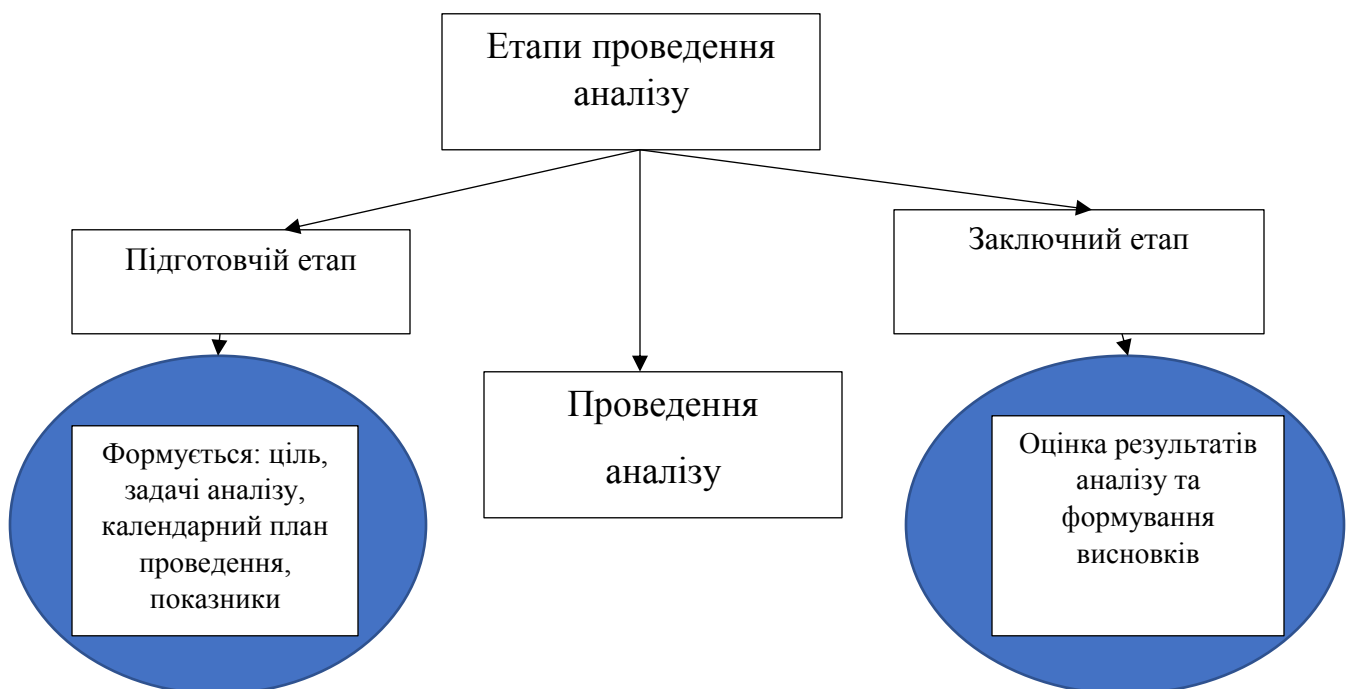 Етапи проведення
аналізу
Підготовчій етап
Заключний етап
Формується: ціль,
задачі аналізу,
календарний план
проведення,
показники
Проведення
аналізу
Оцінка результатів
аналізу та
формування
висновків